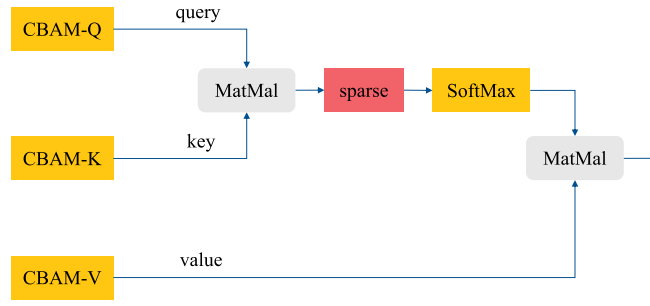 query
CBAM-Q
MatMal
sparse
SoftMax
key
CBAM-K
MatMal
value
CBAM-V